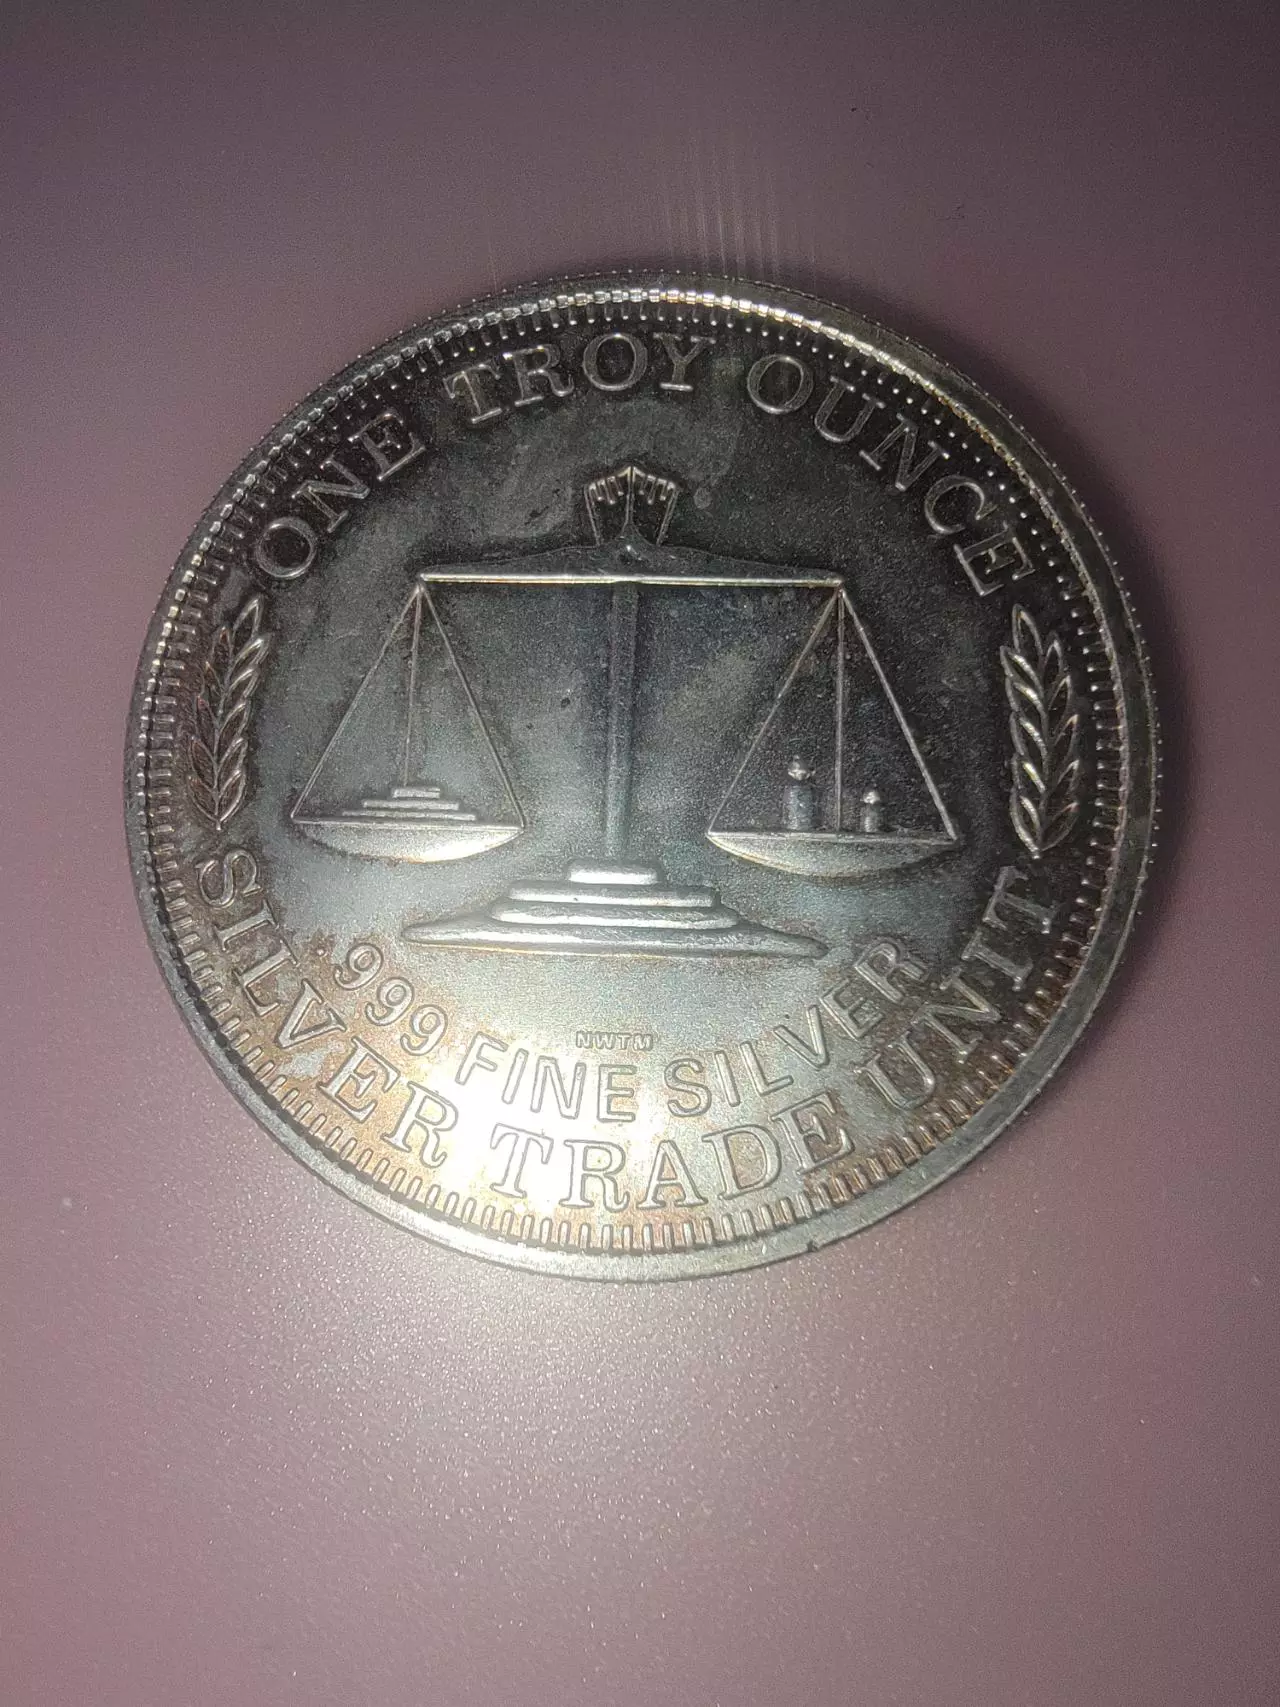 ONE TROY OUNCE
NWTM
999 FINE SILVER
SILVER TRADE UNIT